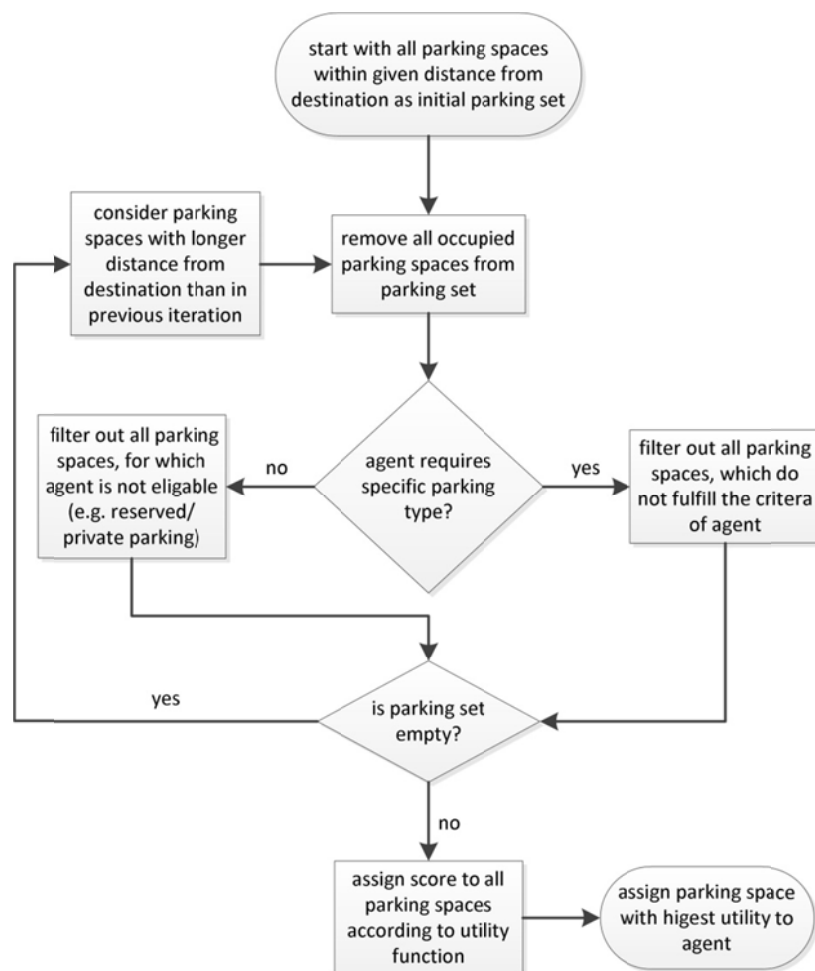 start with all parking spaces
within given distance from
destination as initial parking set
consider parking
spaces with longer
distance from
destination than in
previous iteration
remove all occupied
parking spaces from
parking set
filter out all parking
spaces, for which
agent is not eligable
(e.g. reserved/
private parking)
no
agent requires
specific parking
type?
yes
filter out all parking
spaces, which do
not fulfill the critera
of agent
yes
is parking set
empty?
no
assign score to all
parking spaces
according to utility
function
assign parking space
with higest utility to
agent